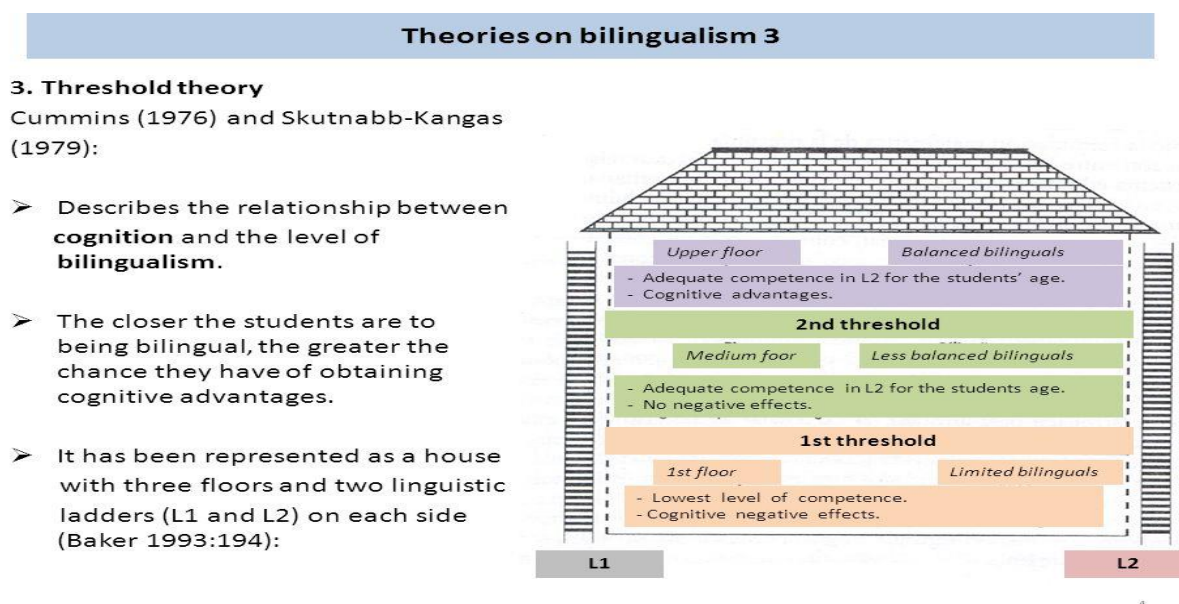 Theories on bilingualism 3
3. Threshold theory
Cummins (1976) and Skutnabb-Kangas
(1979):
➢ Describes the relationship between
cognition and the level of
bilingualism.
➢ The closer the students are to
being bilingual, the greater the
chance they have of obtaining
cognitive advantages.
➢ It has been represented as a house
with three floors and two linguistic
ladders (L1 and L2) on each side
(Baker 1993:194):
Upper floor Balanced bilinguals
- Adequate competence in L2 for the students’ age.
- Cognitive advantages.
2nd threshold
Medium foor Less balanced bilinguals
- Adequate competence in L2 for the students age.
- No negative effects.
1st threshold
1st floor Limited bilinguals
- Lowest level of competence.
- Cognitive negative effects.
L1 L2